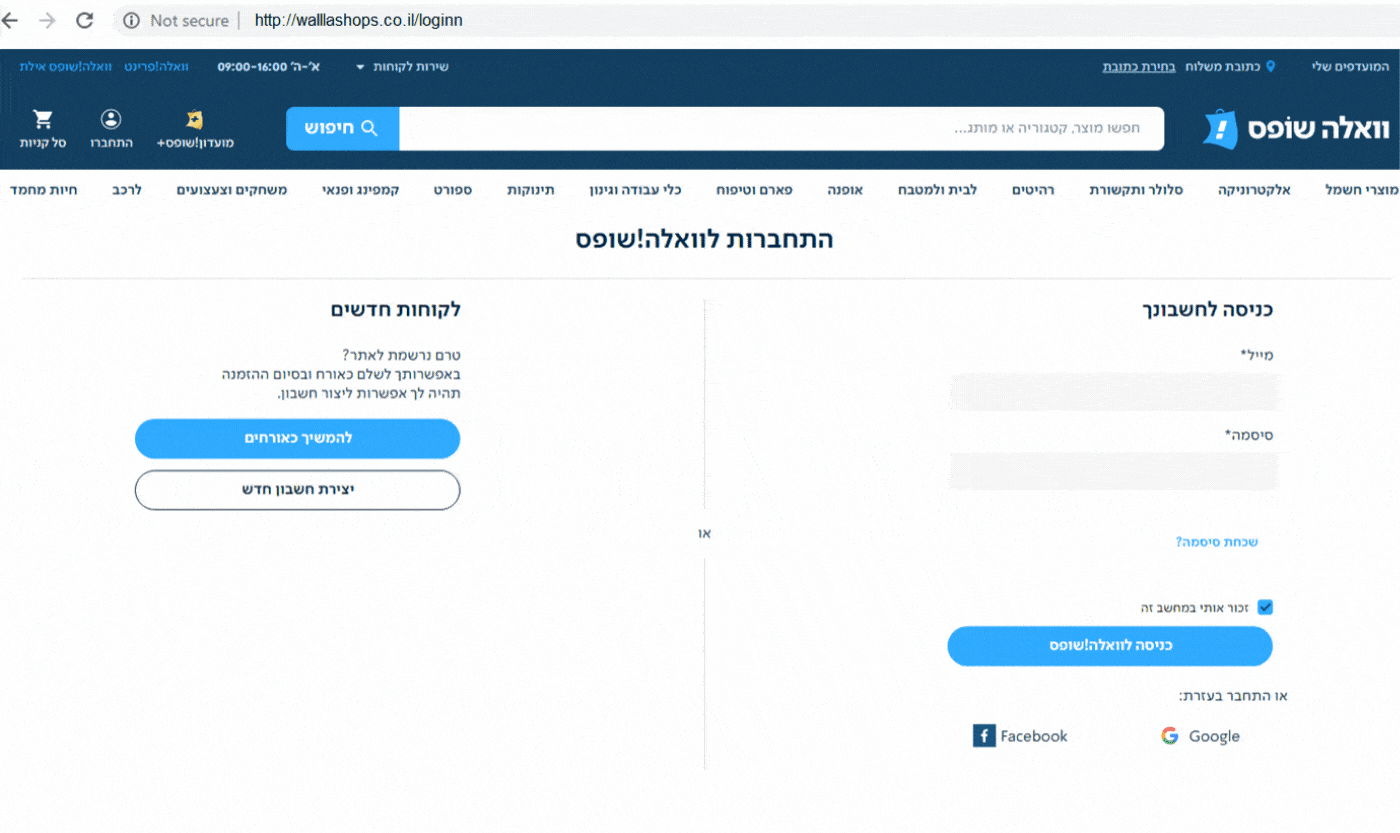 Not secure | http://walllashops.co.il/loginn
המועדפים שלי כתובת משלוח בחירת כתובת שירות לקוחות א'-ה' 09:00-16:00 וואלה!פרינט וואלה!שופס אילת
וואלה שופס חפשו מוצר, קטגוריה או מותג... חיפוש מועדון!שופס+ התחברו סל קניות
מוצרי חשמל אלקטרוניקה סלולר ותקשורת רהיטים לבית ולמטבח אופנה פארם וטיפוח כלי עבודה וגינון תינוקות ספורט קמפינג ופנאי משחקים וצעצועים לרכב חיות מחמד
התחברות לוואלה!שופס
כניסה לחשבונך
מייל*
סיסמה*
שכחת סיסמה?
זכור אותי במחשב זה
כניסה לוואלה!שופס
או התחבר בעזרת:
Google Facebook
או
לקוחות חדשים
טרם נרשמת לאתר?
באפשרותך לשלם כאורח ובסיום ההזמנה
תהיה לך אפשרות ליצור חשבון.
להמשיך כאורחים
יצירת חשבון חדש